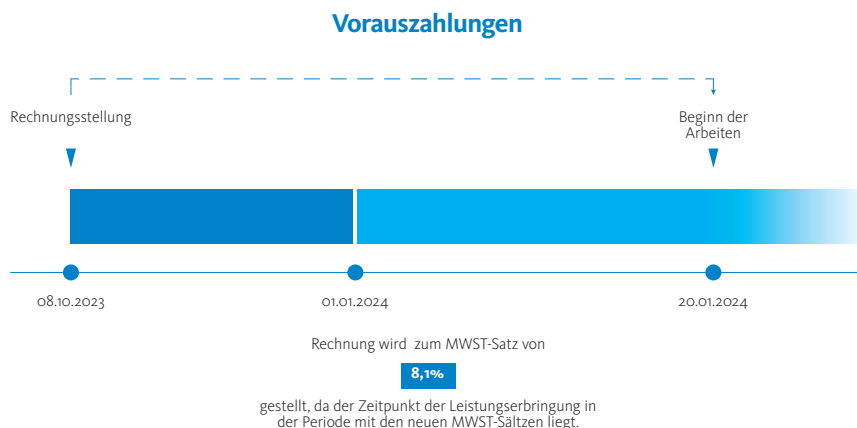 Vorauszahlungen
Rechnungsstellung
Beginn der
Arbeiten
08.10.2023
01.01.2024
20.01.2024
Rechnung wird zum MWST-Satz von
8,1%
gestellt, da der Zeitpunkt der Leistungserbringung in
der Periode mit den neuen MWST-Sältzen liegt.